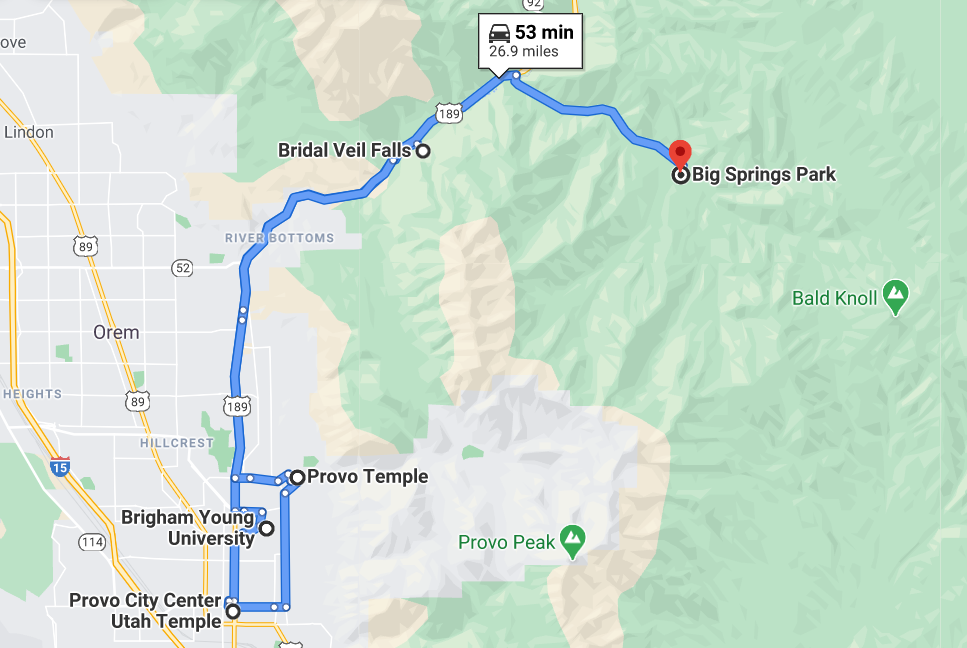 92
53 min
26.9 miles
ove
189
Lindon
Bridal Veil Falls
Big Springs Park
RIVER BOTTOMS
89
52
Bald Knoll
Orem
HEIGHTS
89
189
HILLCREST
15
Provo Temple
Brigham Young
University
114
Provo Peak
Provo City Center
Utah Temple